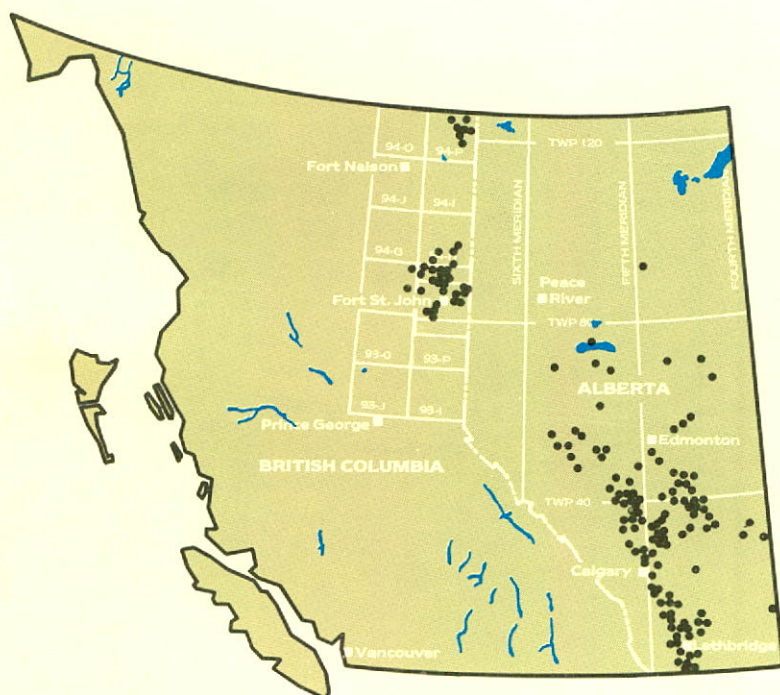 94-O
94-P
TWP 120
Fort Nelson
94-J
94-I
SIXTH MERIDIAN
FIFTH MERIDIAN
FOURTH MERIDIAN
94-G
Peace
River
Fort St. John
TWP 80
93-O
93-P
ALBERTA
93-J
93-I
Prince George
Edmonton
BRITISH COLUMBIA
TWP 40
Calgary
Vancouver
Lethbridge